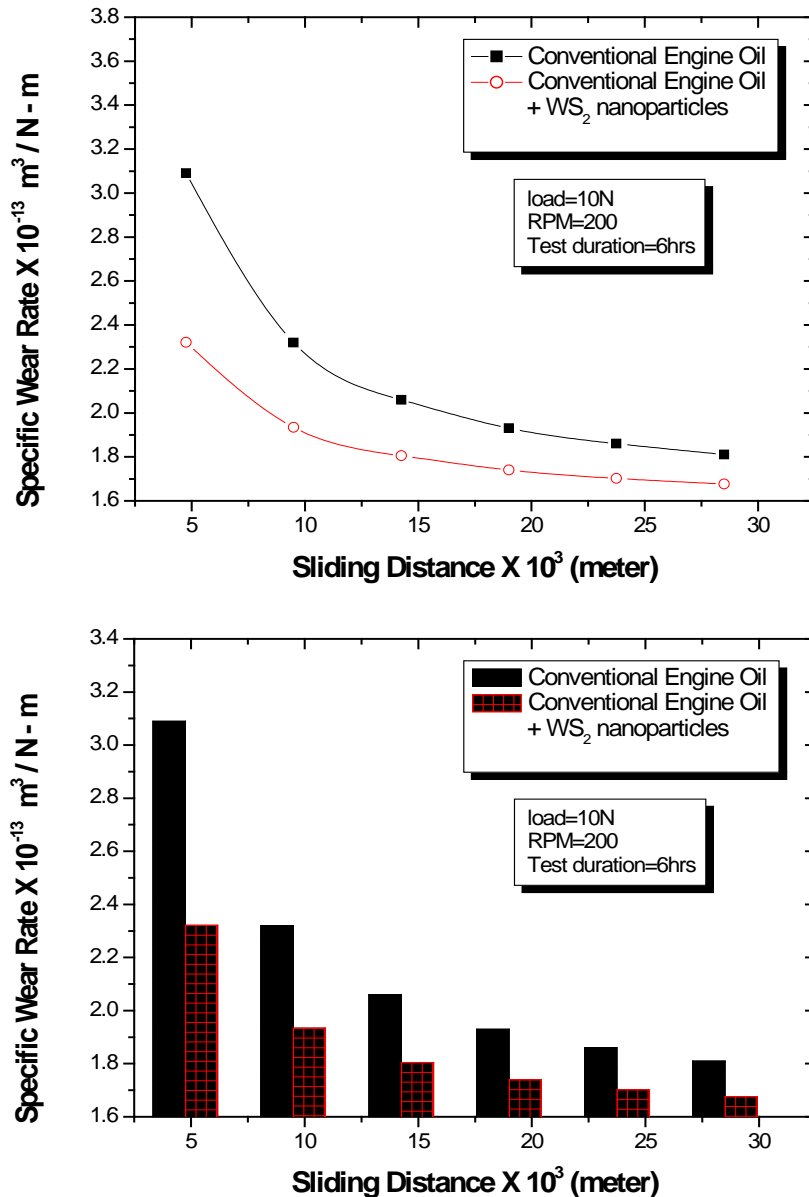 3.8
3.6
3.4
3.2
3.0
2.8
2.6
2.4
2.2
2.0
1.8
1.6
Specific Wear Rate X 10⁻¹³ m³ / N - m
Conventional Engine Oil
Conventional Engine Oil
+ WS₂ nanoparticles
load=10N
RPM=200
Test duration=6hrs
5 10 15 20 25 30
Sliding Distance X 10³ (meter)
3.4
3.2
3.0
2.8
2.6
2.4
2.2
2.0
1.8
1.6
Specific Wear Rate X 10⁻¹³ m³ / N - m
Conventional Engine Oil
Conventional Engine Oil
+ WS₂ nanoparticles
load=10N
RPM=200
Test duration=6hrs
5 10 15 20 25 30
Sliding Distance X 10³ (meter)